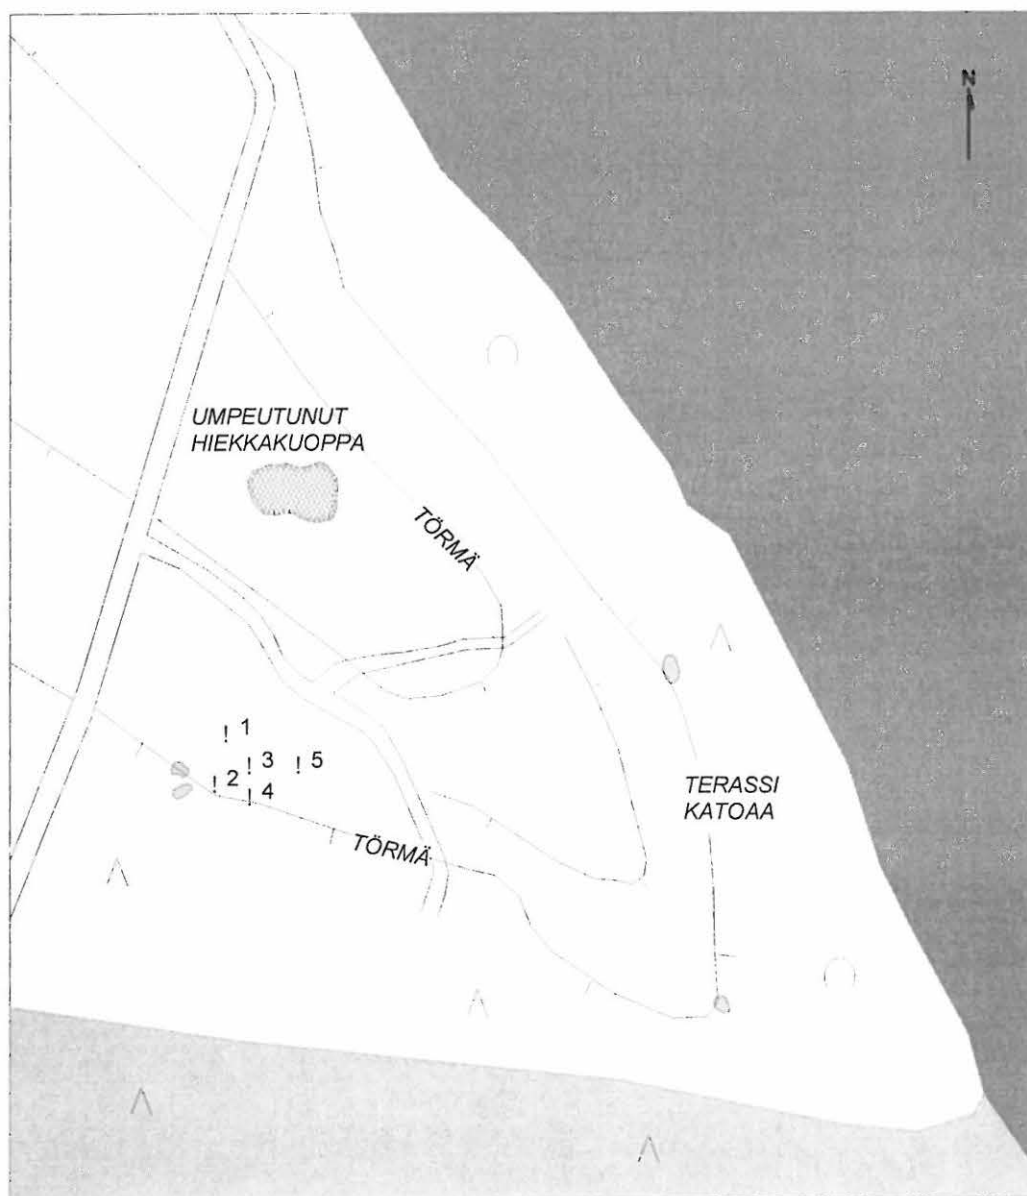 N
UMPEUTUNUT
HIEKKAKUOPPA
TÖRMÄ
! 1
! 3
! 5
! 2
! 4
TERASSI
KATOAA
TÖRMÄ